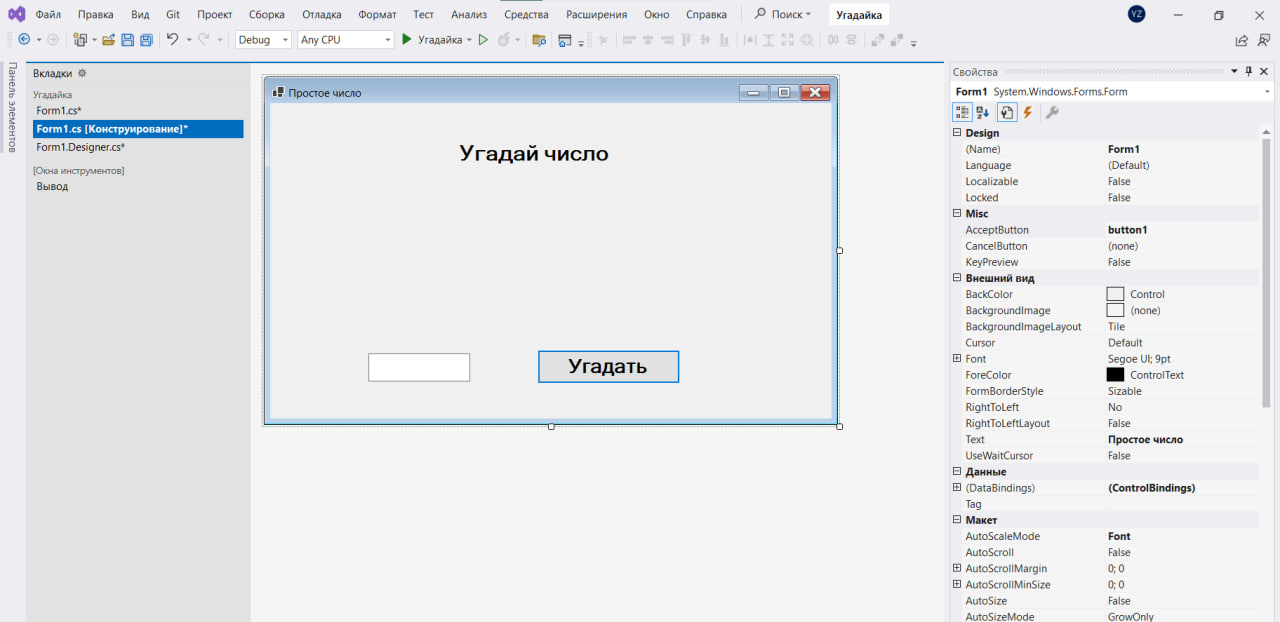 Файл Правка Вид Git Проект Сборка Отладка Формат Тест Анализ Средства Расширения Окно Справка Поиск Угадайка YZ
Debug Any CPU Угадайка
Панель элементов
Вкладки
Угадайка
Form1.cs*
Form1.cs [Конструирование]*
Form1.Designer.cs*
[Окна инструментов]
Вывод
Простое число
Угадай число
Угадать
Свойства
Form1 System.Windows.Forms.Form
Design
(Name) Form1
Language (Default)
Localizable False
Locked False
Misc
AcceptButton button1
CancelButton (none)
KeyPreview False
Внешний вид
BackColor Control
BackgroundImage (none)
BackgroundImageLayout Tile
Cursor Default
Font Segoe UI; 9pt
ForeColor ControlText
FormBorderStyle Sizable
RightToLeft No
RightToLeftLayout False
Text Простое число
UseWaitCursor False
Данные
(DataBindings) (ControlBindings)
Tag
Макет
AutoScaleMode Font
AutoScroll False
AutoScrollMargin 0; 0
AutoScrollMinSize 0; 0
AutoSize False
AutoSizeMode GrowOnly